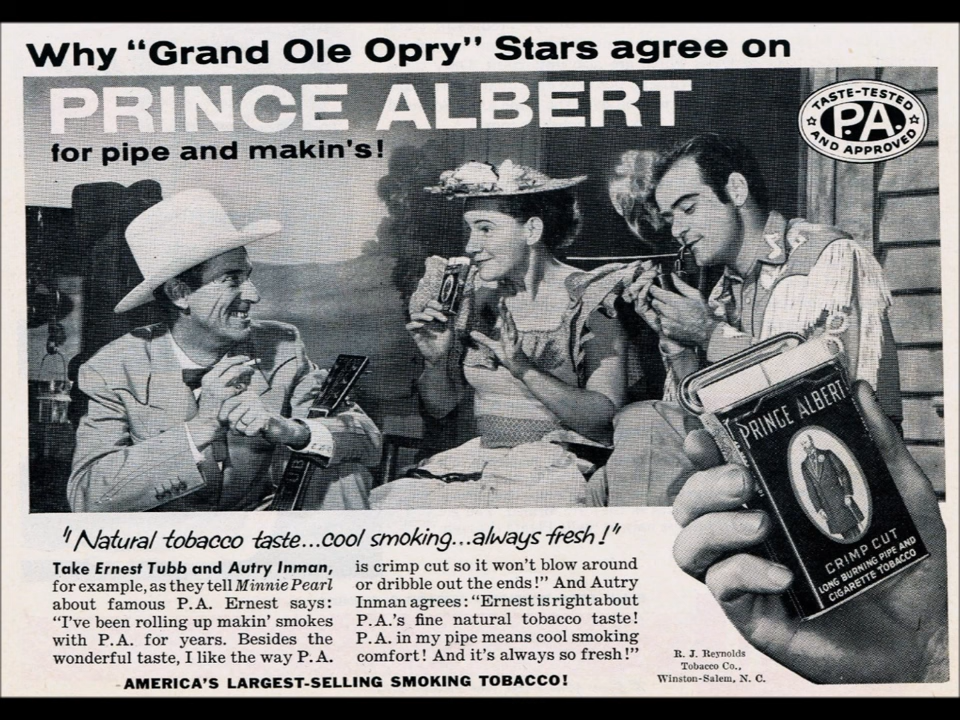 Why “Grand Ole Opry” Stars agree on
PRINCE ALBERT
for pipe and makin's!
TASTE-TESTED
P.A.
AND APPROVED
PRINCE ALBERT
CRIMP CUT
LONG BURNING PIPE AND
CIGARETTE TOBACCO
"Natural tobacco taste...cool smoking...always fresh!"
Take Ernest Tubb and Autry Inman,
for example, as they tell Minnie Pearl
about famous P.A. Ernest says:
“I've been rolling up makin' smokes
with P.A. for years. Besides the
wonderful taste, I like the way P.A.
is crimp cut so it won't blow around
or dribble out the ends!” And Autry
Inman agrees: “Ernest is right about
P.A.'s fine natural tobacco taste!
P.A. in my pipe means cool smoking
comfort! And it's always so fresh!”
R. J. Reynolds
Tobacco Co.,
Winston-Salem, N. C.
AMERICA'S LARGEST-SELLING SMOKING TOBACCO!